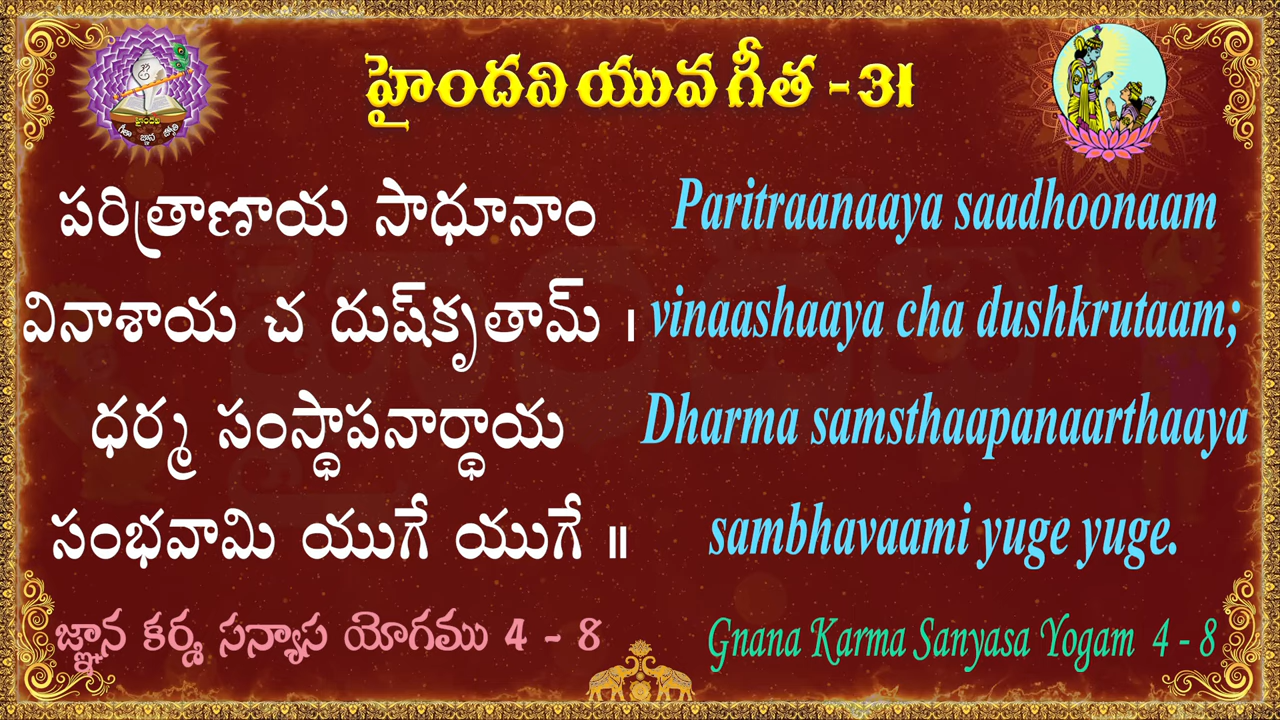 హైందవి యువ గీత - 31
పరిత్రాణాయ సాధూనాం
వినాశాయ చ దుష్‌కృతామ్ ।
ధర్మ సంస్థాపనార్థాయ
సంభవామి యుగే యుగే ॥
జ్ఞాన కర్మ సన్యాస యోగము 4 - 8
Paritraanaaya saadhoonaam
vinaashaaya cha dushkrutaam;
Dharma samsthaapanaarthaaya
sambhavaami yuge yuge.
Gnana Karma Sanyasa Yogam 4 - 8
హైందవి
గీతా జ్ఞాన